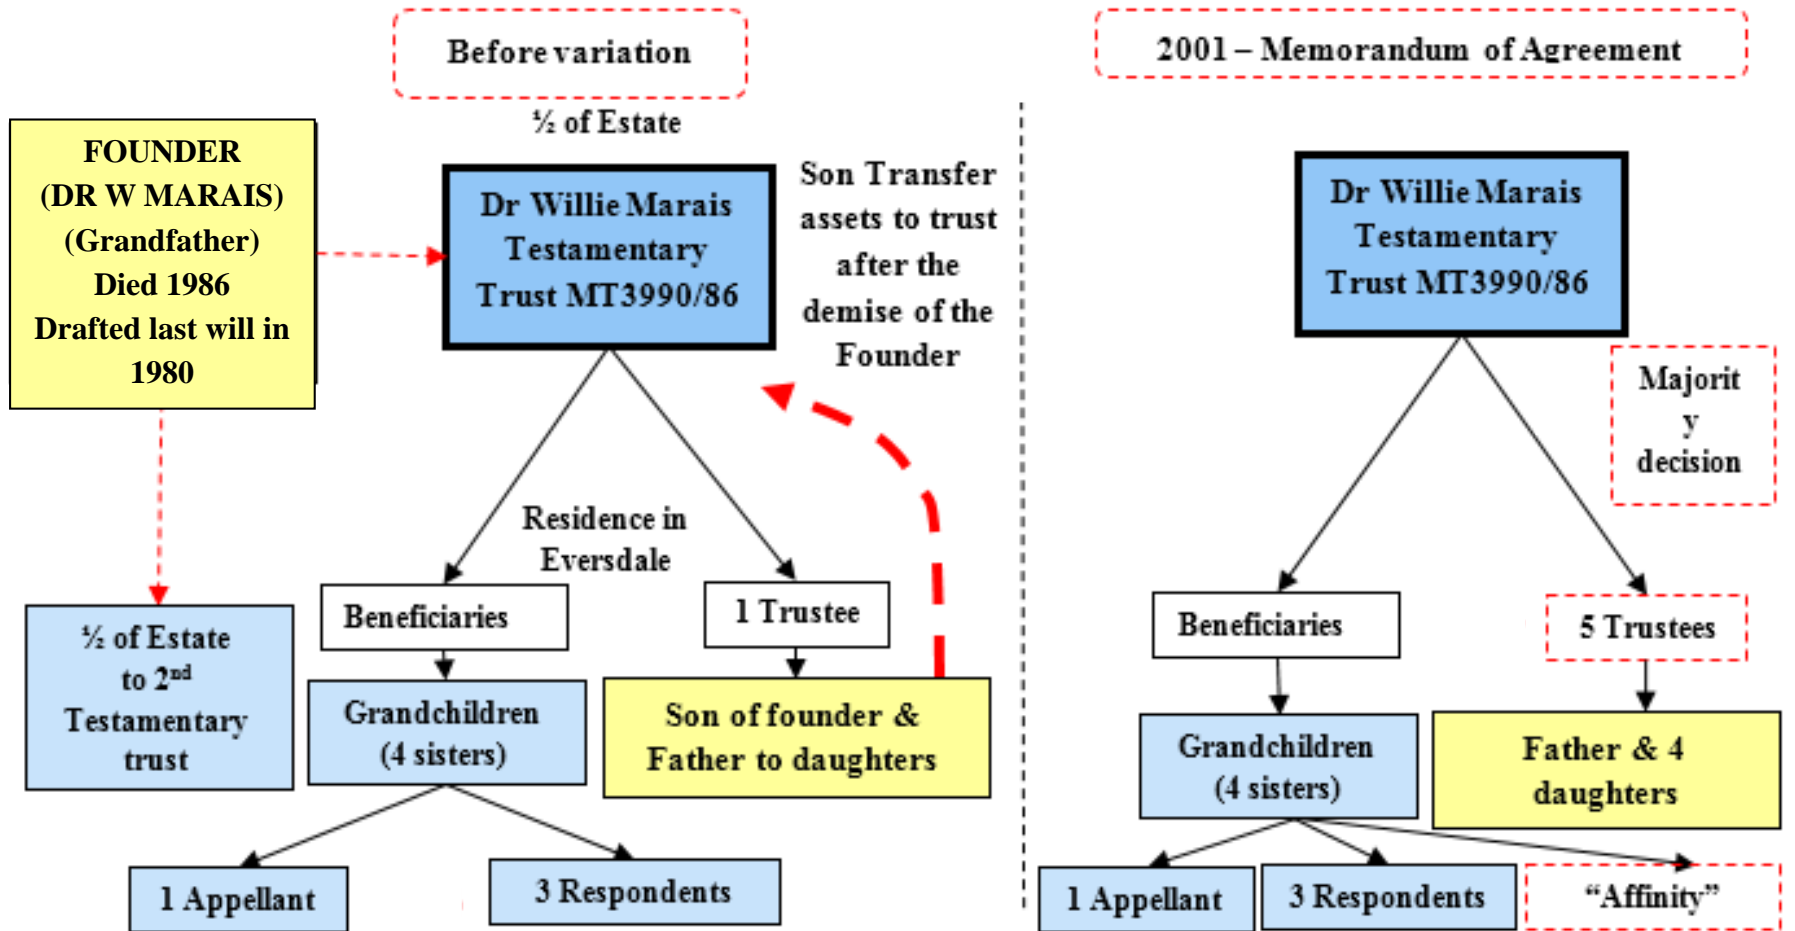 Before variation
½ of Estate
FOUNDER
(DR W MARAIS)
(Grandfather)
Died 1986
Drafted last will in
1980
Dr Willie Marais
Testamentary
Trust MT3990/86
Son Transfer
assets to trust
after the
demise of the
Founder
Residence in
Eversdale
Beneficiaries
1 Trustee
½ of Estate
to 2nd
Testamentary
trust
Grandchildren
(4 sisters)
Son of founder &
Father to daughters
1 Appellant
3 Respondents
2001 – Memorandum of Agreement
Dr Willie Marais
Testamentary
Trust MT3990/86
Majorit
y
decision
Beneficiaries
5 Trustees
Grandchildren
(4 sisters)
Father & 4
daughters
1 Appellant
3 Respondents
“Affinity”